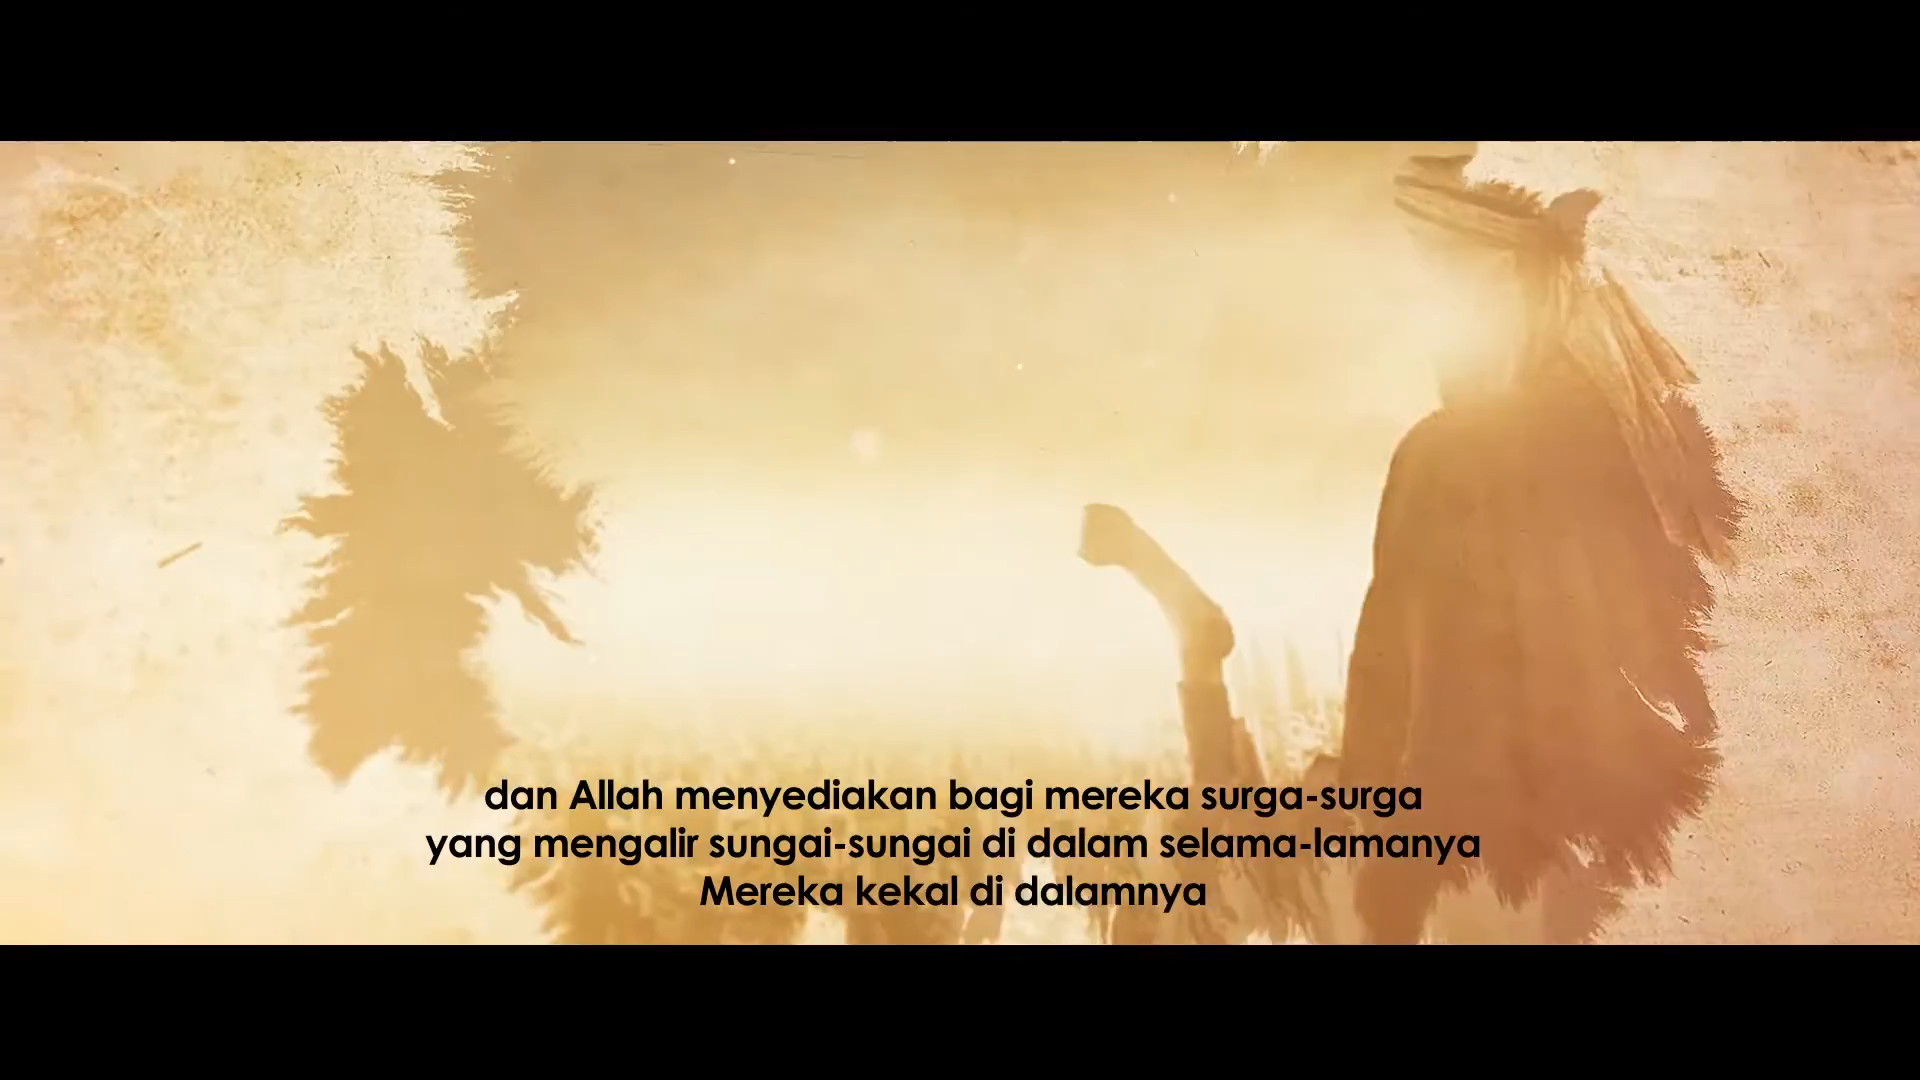 dan Allah menyediakan bagi mereka surga-surga
yang mengalir sungai-sungai di dalam selama-lamanya
Mereka kekal di dalamnya